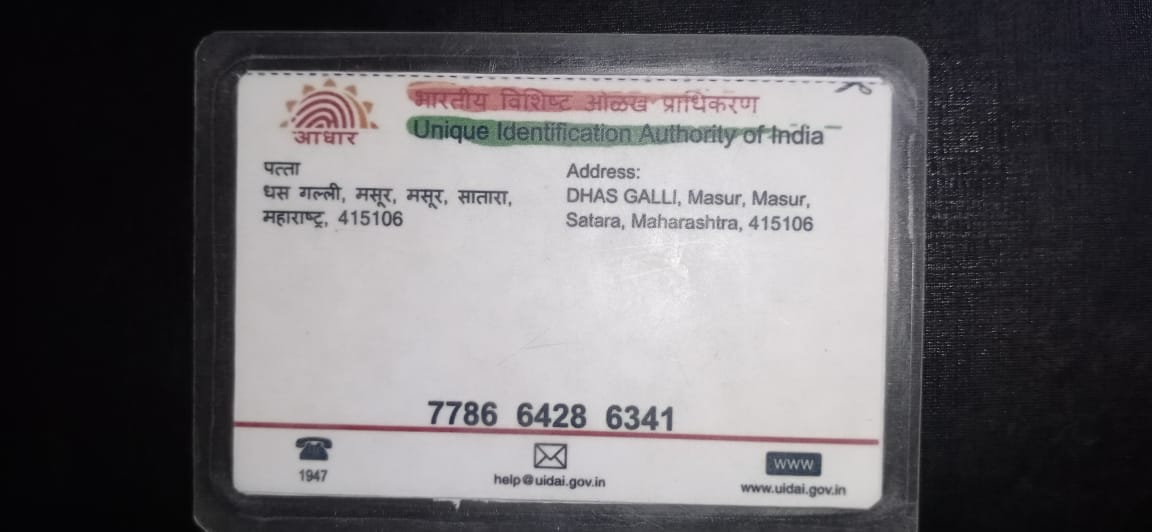 आधार
भारतीय विशिष्ट ओळख प्राधिकरण
Unique Identification Authority of India
पत्ता
धस गल्ली, मसूर, मसूर, सातारा,
महाराष्ट्र, 415106
Address:
DHAS GALLI, Masur, Masur,
Satara, Maharashtra, 415106
7786 6428 6341
1947
help@uidai.gov.in
www
www.uidai.gov.in